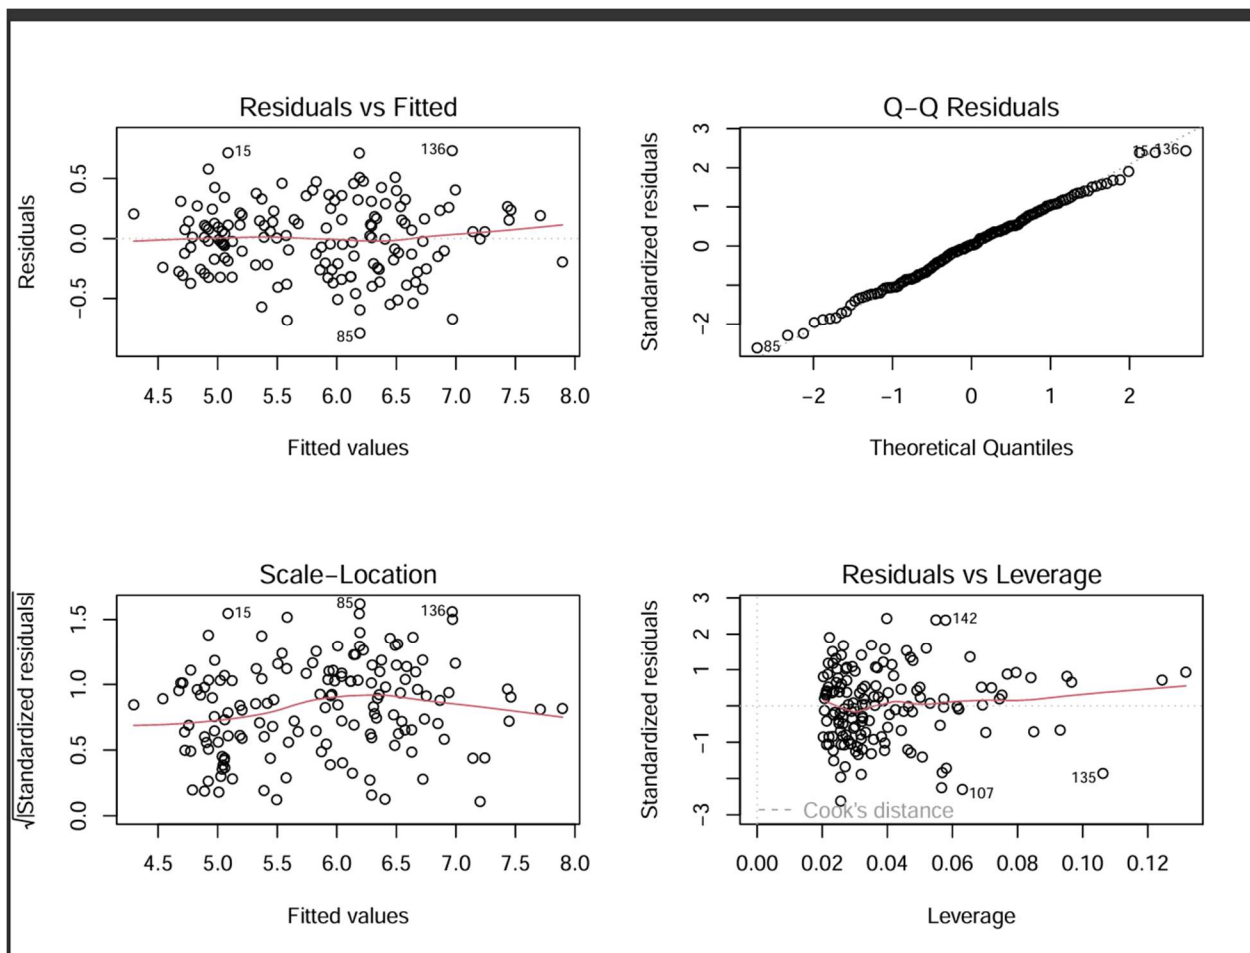 Residuals vs Fitted
Residuals
−0.5
0.0
0.5
15
136
85
4.5 5.0 5.5 6.0 6.5 7.0 7.5 8.0
Fitted values
Q−Q Residuals
Standardized residuals
−2
0
1
2
3
15 136
85
−2 −1 0 1 2
Theoretical Quantiles
Scale−Location
√|Standardized residuals|
0.0
0.5
1.0
1.5
15
85
136
4.5 5.0 5.5 6.0 6.5 7.0 7.5 8.0
Fitted values
Residuals vs Leverage
Standardized residuals
−3
−1
1
2
3
142
135
107
Cook's distance
0.00 0.02 0.04 0.06 0.08 0.10 0.12
Leverage